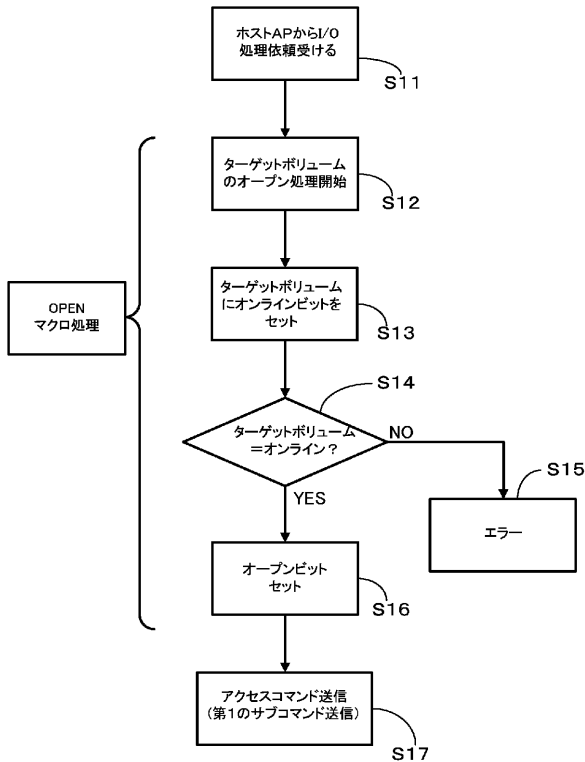 ホストAPからI/O
処理依頼受ける
S11
ターゲットボリューム
のオープン処理開始
S12
OPEN
マクロ処理
ターゲットボリューム
にオンラインビットを
セット
S13
S14
ターゲットボリューム
＝オンライン？
NO
YES
S15
エラー
オープンビット
セット
S16
アクセスコマンド送信
(第1のサブコマンド送信)
S17